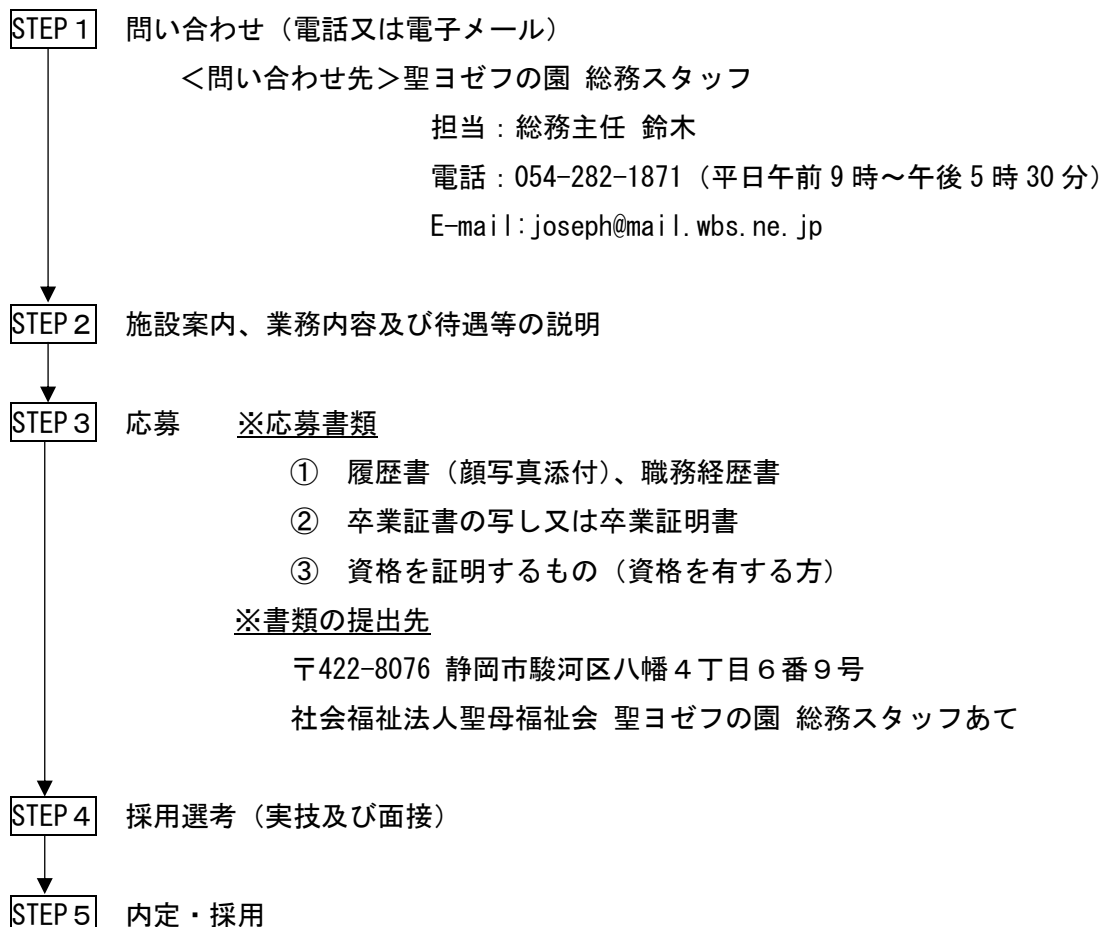 STEP１ 問い合わせ（電話又は電子メール）
＜問い合わせ先＞聖ヨゼフの園 総務スタッフ
担当：総務主任 鈴木
電話：054-282-1871（平日午前９時～午後５時30分）
E-mail:joseph@mail.wbs.ne.jp
STEP２ 施設案内、業務内容及び待遇等の説明
STEP３ 応募 ※応募書類
① 履歴書（顔写真添付）、職務経歴書
② 卒業証書の写し又は卒業証明書
③ 資格を証明するもの（資格を有する方）
※書類の提出先
〒422-8076 静岡市駿河区八幡４丁目６番９号
社会福祉法人聖母福祉会 聖ヨゼフの園 総務スタッフあて
STEP４ 採用選考（実技及び面接）
STEP５ 内定・採用